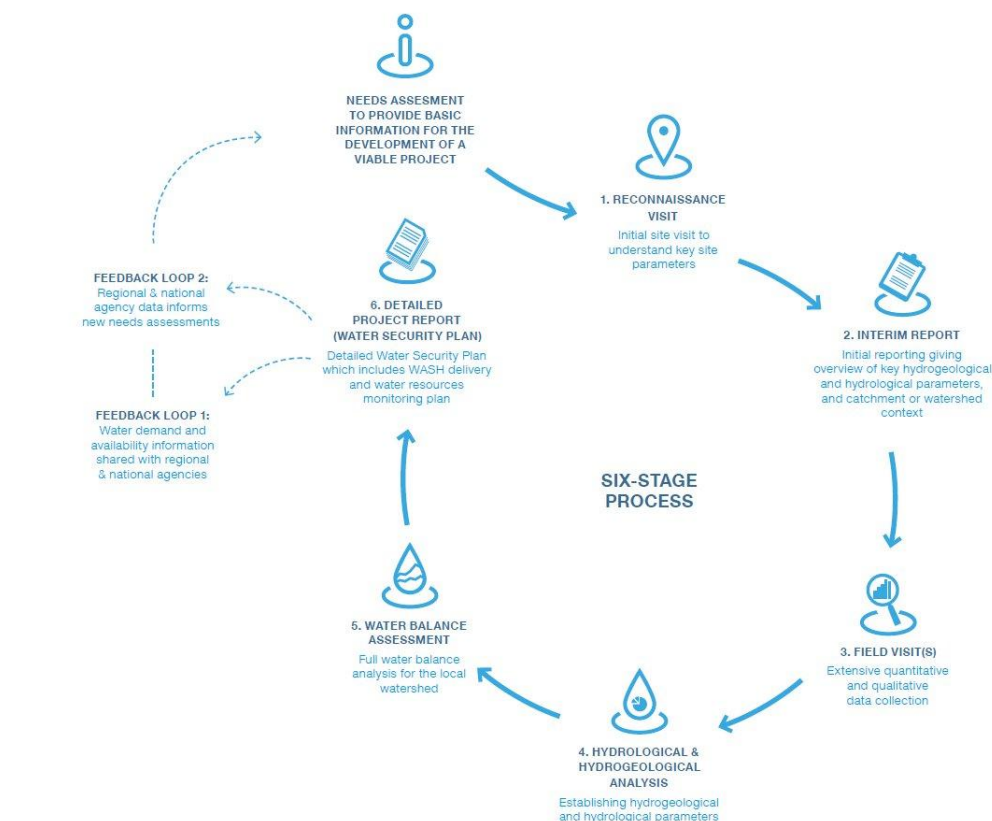 NEEDS ASSESMENT
TO PROVIDE BASIC
INFORMATION FOR THE
DEVELOPMENT OF A
VIABLE PROJECT
1. RECONNAISSANCE
VISIT
Initial site visit to
understand key site
parameters
2. INTERIM REPORT
Initial reporting giving
overview of key hydrogeological
and hydrological parameters,
and catchment or watershed
context
3. FIELD VISIT(S)
Extensive quantitative
and qualitative
data collection
4. HYDROLOGICAL &
HYDROGEOLOGICAL
ANALYSIS
Establishing hydrogeological
and hydrological parameters
5. WATER BALANCE
ASSESSMENT
Full water balance
analysis for the local
watershed
6. DETAILED
PROJECT REPORT
(WATER SECURITY PLAN)
Detailed Water Security Plan
which includes WASH delivery
and water resources
monitoring plan
FEEDBACK LOOP 1:
Water demand and
availability information
shared with regional
& national agencies
FEEDBACK LOOP 2:
Regional & national
agency data informs
new needs assessments
SIX-STAGE
PROCESS